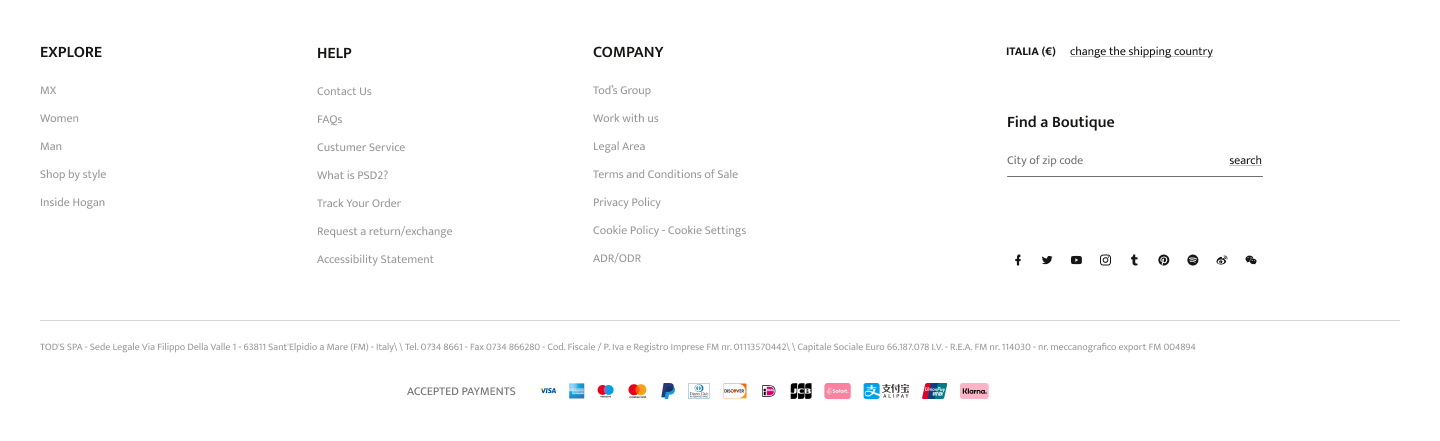 EXPLORE
MX
Women
Man
Shop by style
Inside Hogan
HELP
Contact Us
FAQs
Custumer Service
What is PSD2?
Track Your Order
Request a return/exchange
Accessibility Statement
COMPANY
Tod's Group
Work with us
Legal Area
Terms and Conditions of Sale
Privacy Policy
Cookie Policy - Cookie Settings
ADR/ODR
ITALIA (€) change the shipping country
Find a Boutique
City of zip code search
TOD'S SPA - Sede Legale Via Filippo Della Valle 1 - 63811 Sant'Elpidio a Mare (FM) - Italy\ \ Tel. 0734 8661 - Fax 0734 866280 - Cod. Fiscale / P. Iva e Registro Imprese FM nr. 01113570442\ \ Capitale Sociale Euro 66.187.078 I.V. - R.E.A. FM nr. 114030 - nr. meccanografico export FM 004894
ACCEPTED PAYMENTS VISA DISCOVER JCB Sofort. 支付宝 ALIPAY UnionPay 银联 Klarna.